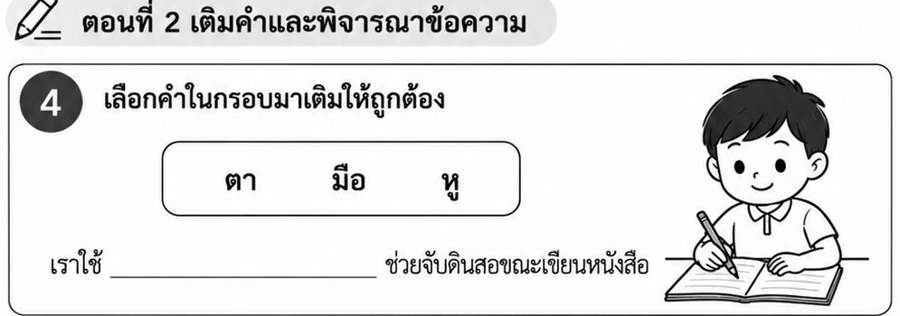 ตอนที่ 2 เติมคำและพิจารณาข้อความ
4 เลือกคำในกรอบมาเติมให้ถูกต้อง
ตา มือ หู
เราใช้ ____________________ ช่วยจับดินสอขณะเขียนหนังสือ